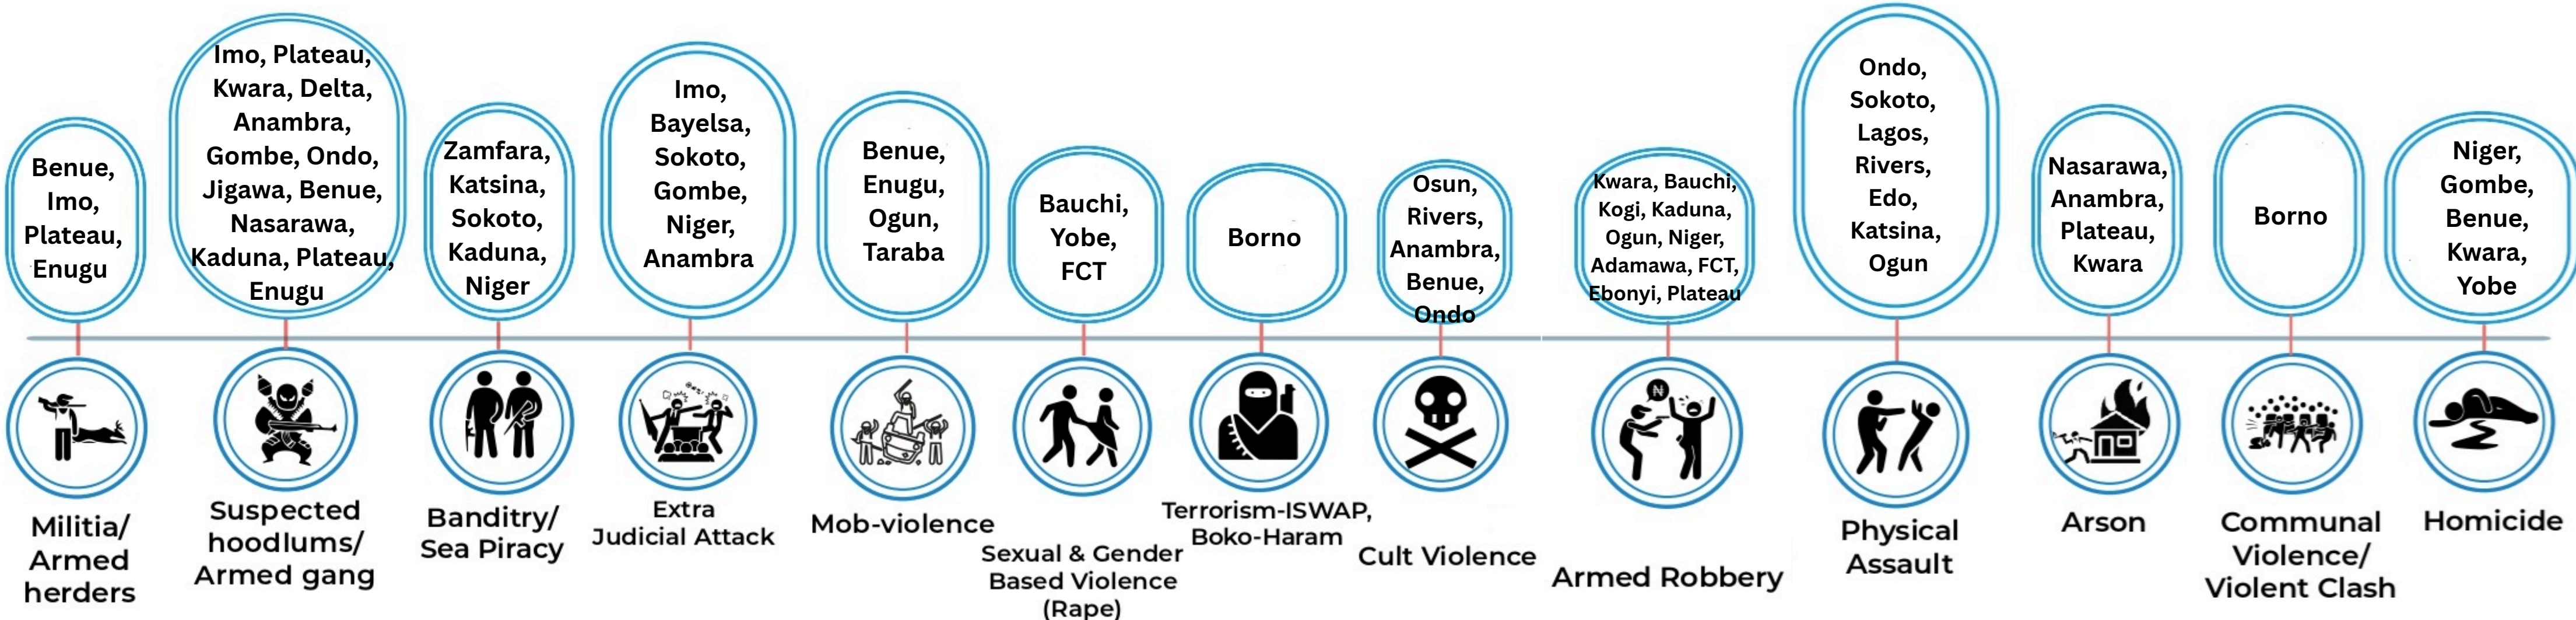 Benue,
Imo,
Plateau,
Enugu
Militia/
Armed
herders
Imo, Plateau,
Kwara, Delta,
Anambra,
Gombe, Ondo,
Jigawa, Benue,
Nasarawa,
Kaduna, Plateau,
Enugu
Suspected
hoodlums/
Armed gang
Zamfara,
Katsina,
Sokoto,
Kaduna,
Niger
Banditry/
Sea Piracy
Imo,
Bayelsa,
Sokoto,
Gombe,
Niger,
Anambra
Extra
Judicial Attack
Benue,
Enugu,
Ogun,
Taraba
Mob-violence
Bauchi,
Yobe,
FCT
Sexual & Gender
Based Violence
(Rape)
Borno
Terrorism-ISWAP,
Boko-Haram
Osun,
Rivers,
Anambra,
Benue,
Ondo
Cult Violence
Kwara, Bauchi,
Kogi, Kaduna,
Ogun, Niger,
Adamawa, FCT,
Ebonyi, Plateau
₦
Armed Robbery
Ondo,
Sokoto,
Lagos,
Rivers,
Edo,
Katsina,
Ogun
Physical
Assault
Nasarawa,
Anambra,
Plateau,
Kwara
Arson
Borno
Communal
Violence/
Violent Clash
Niger,
Gombe,
Benue,
Kwara,
Yobe
Homicide